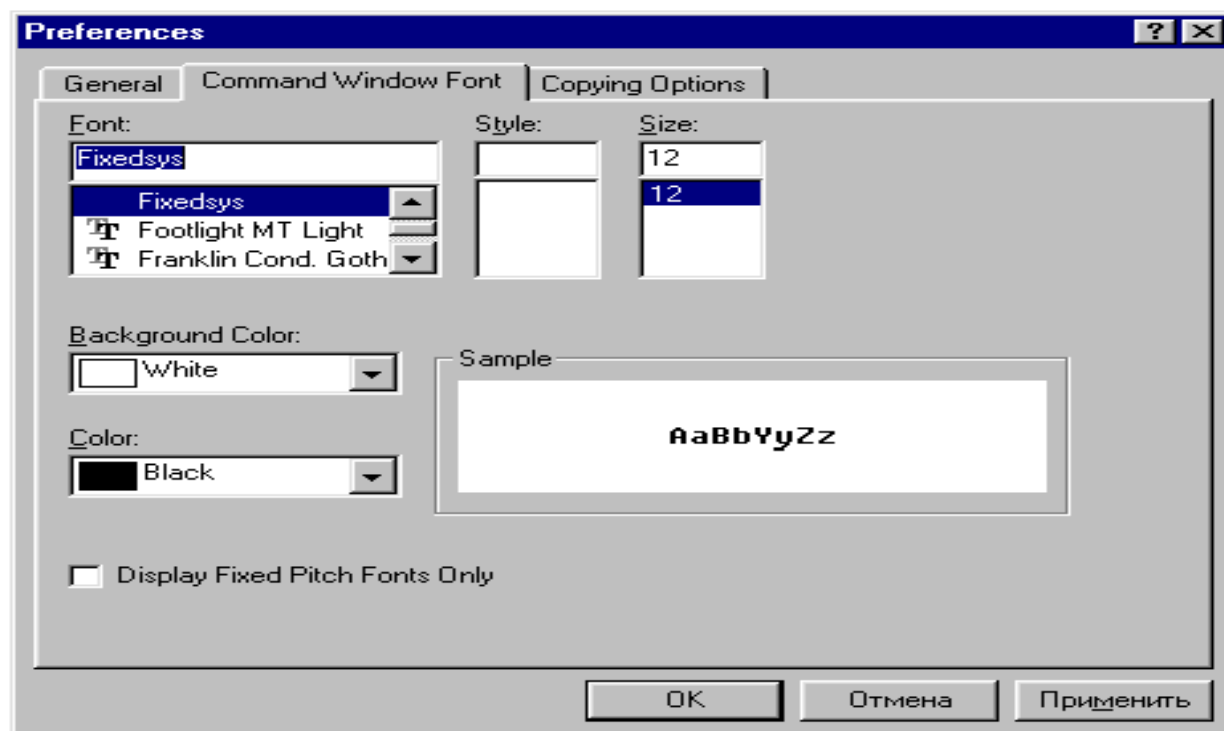 Preferences
General Command Window Font Copying Options
Font: Style: Size:
Fixedsys 12
Fixedsys 12
Footlight MT Light
Franklin Cond. Goth
Background Color:
White
Sample
AaBbYyZz
Color:
Black
Display Fixed Pitch Fonts Only
OK Отмена Применить